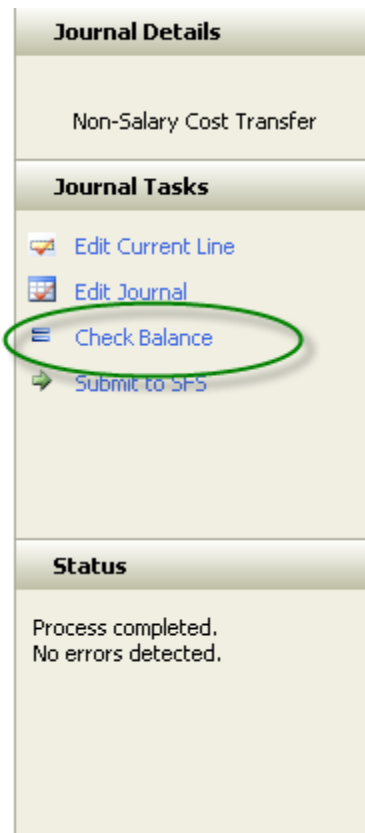 Journal Details
Non-Salary Cost Transfer
Journal Tasks
Edit Current Line
Edit Journal
Check Balance
Submit to SFS
Status
Process completed.
No errors detected.